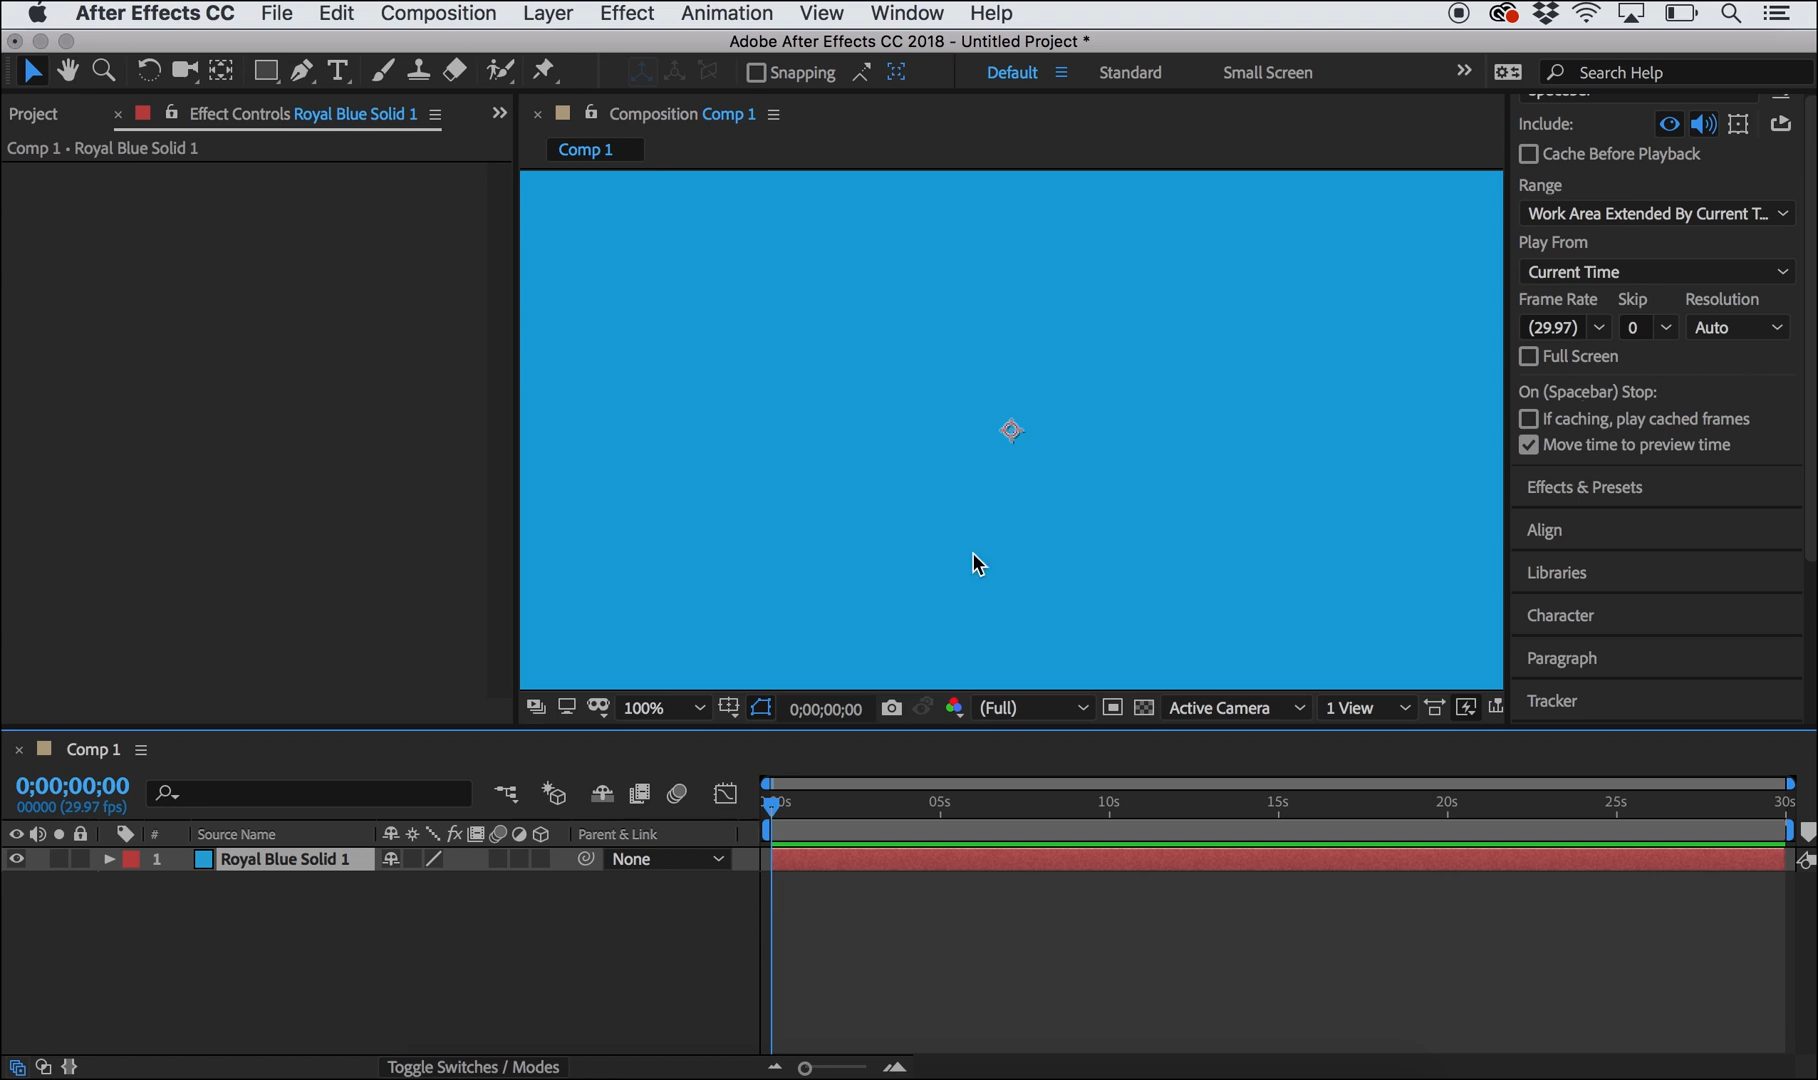 After Effects CC File Edit Composition Layer Effect Animation View Window Help
Adobe After Effects CC 2018 - Untitled Project *
Snapping Default Standard Small Screen Search Help
Project Effect Controls Royal Blue Solid 1
Composition Comp 1
Comp 1 • Royal Blue Solid 1
Comp 1
Spacebar
Include:
Cache Before Playback
Range
Work Area Extended By Current T...
Play From
Current Time
Frame Rate Skip Resolution
(29.97) 0 Auto
Full Screen
On (Spacebar) Stop:
If caching, play cached frames
Move time to preview time
Effects & Presets
Align
Libraries
Character
Paragraph
Tracker
100% 0;00;00;00 (Full) Active Camera 1 View
Comp 1
0;00;00;00
00000 (29.97 fps)
05s 10s 15s 20s 25s 30s
# Source Name fx Parent & Link
1 Royal Blue Solid 1 None
Toggle Switches / Modes